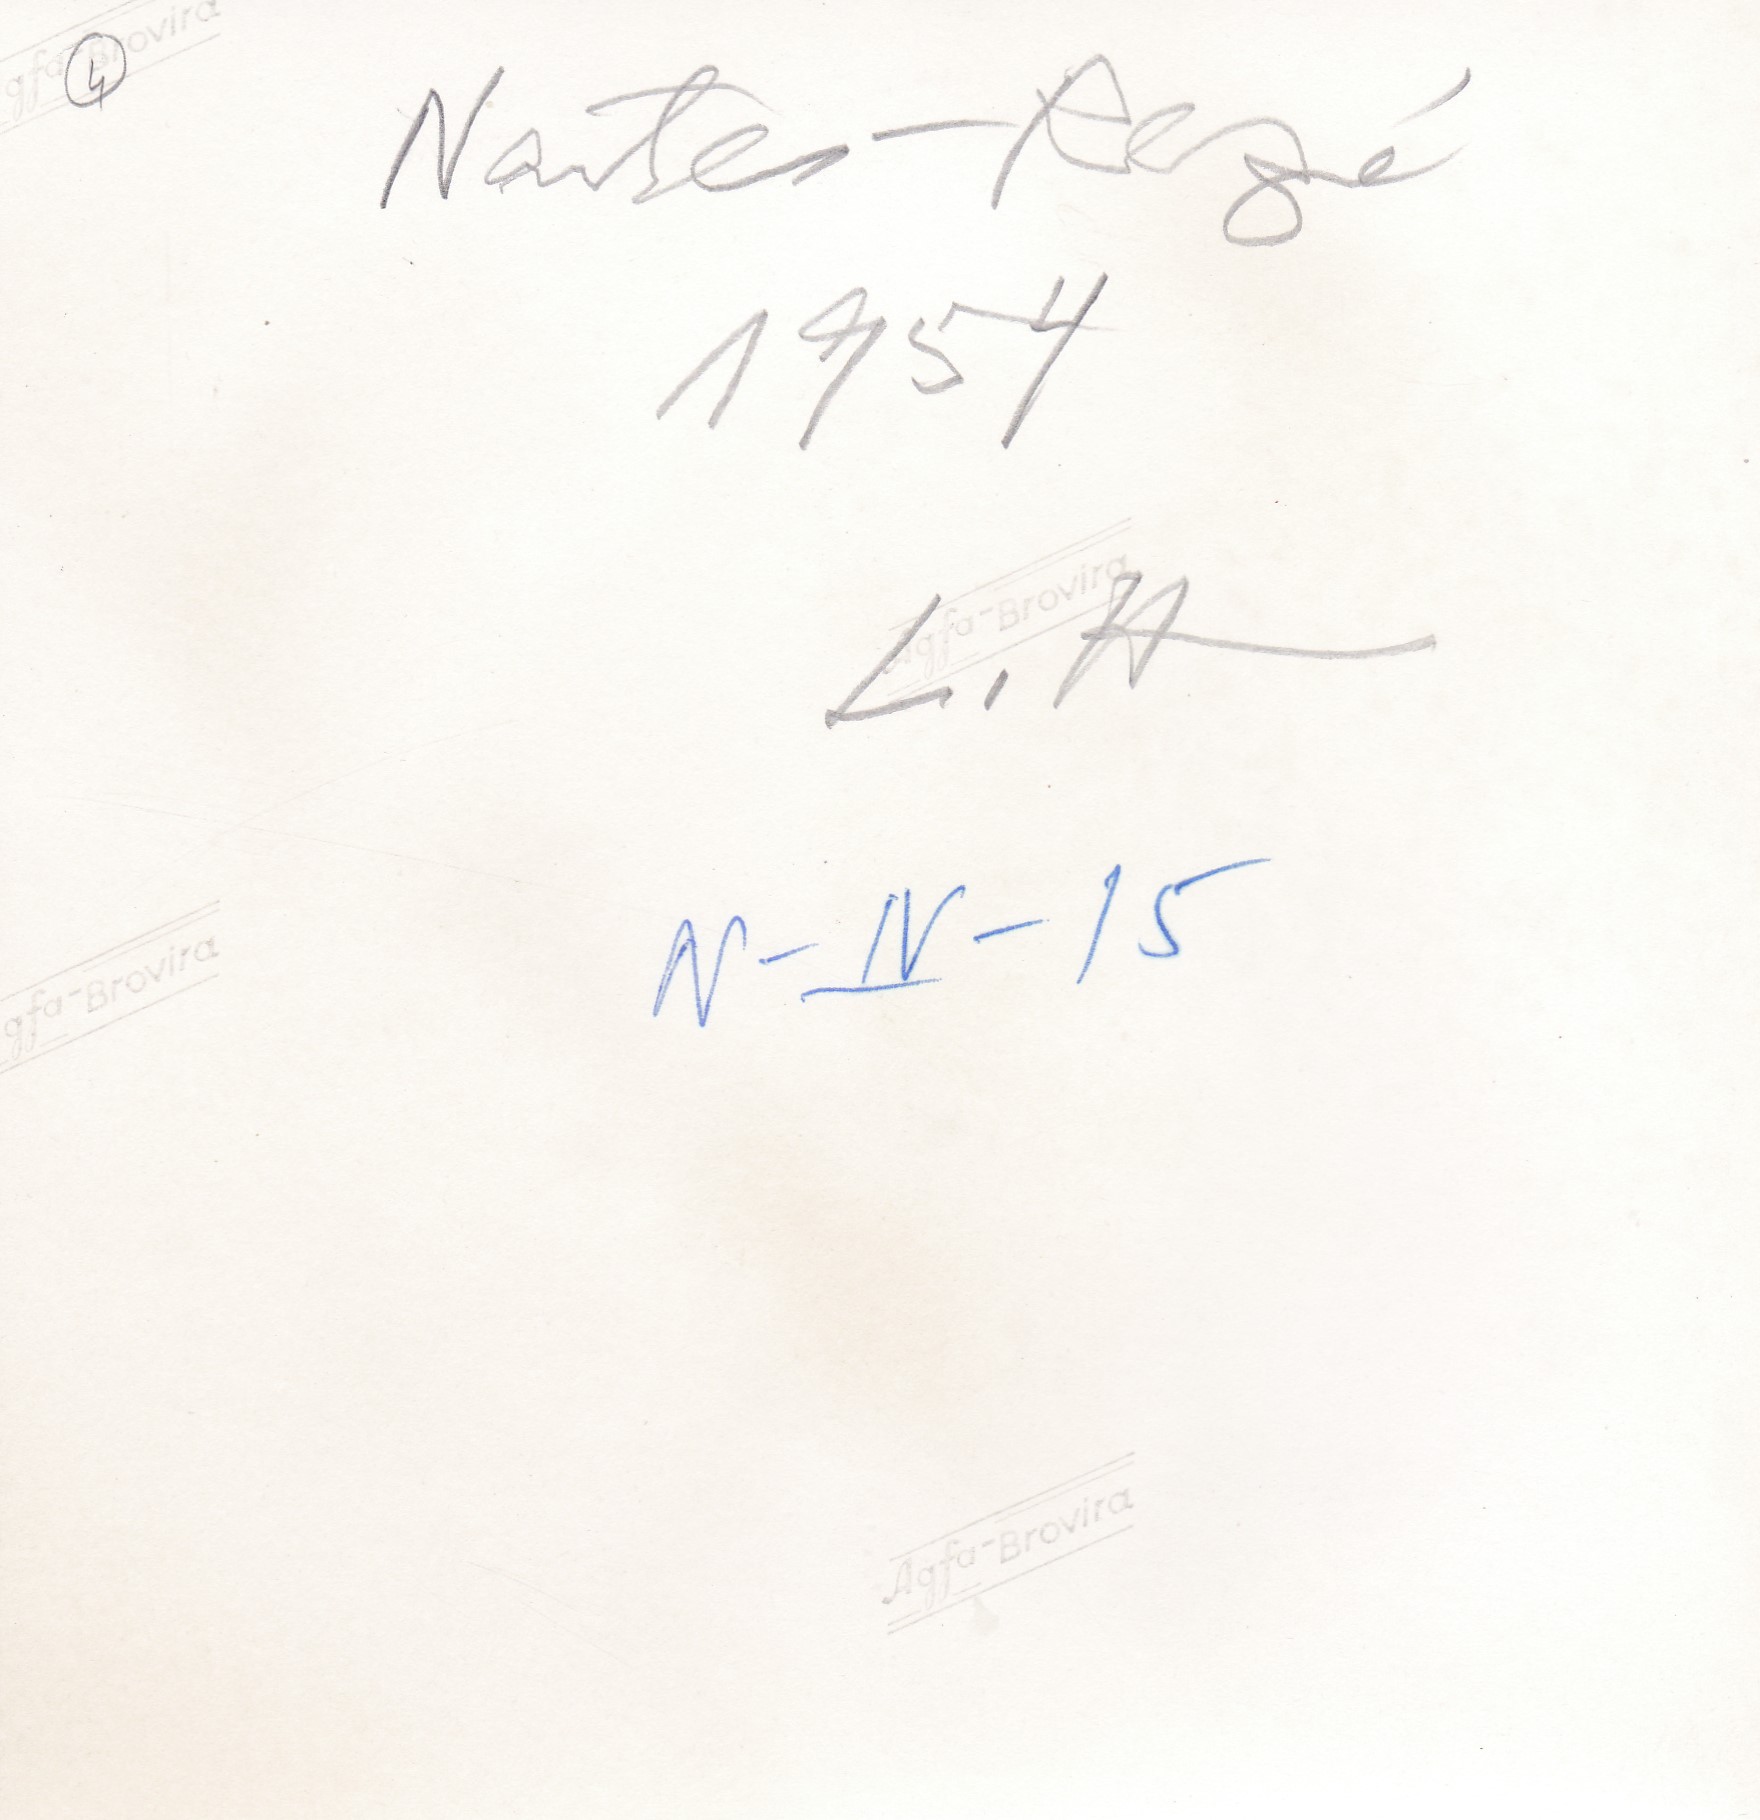 Agfa-Brovira
4
Nantes-Rezé
1954
Agfa-Brovira
L.H
Agfa-Brovira
N-IV-15
Agfa-Brovira